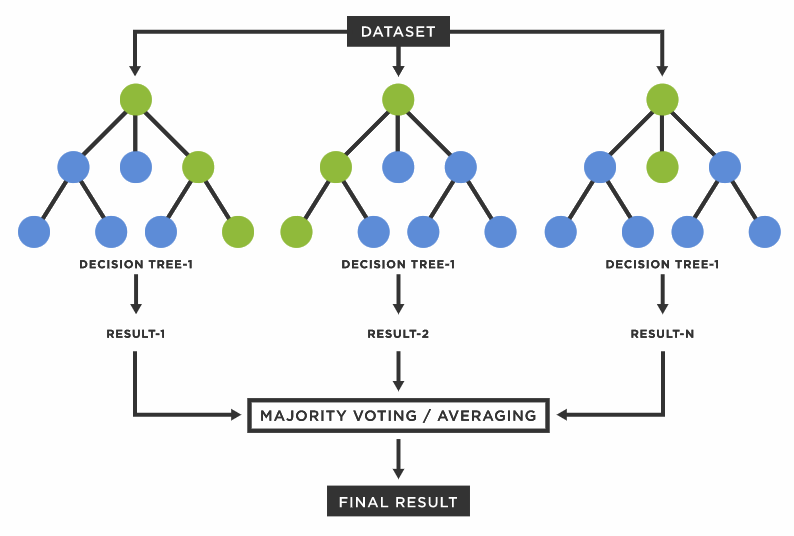 DATASET
DECISION TREE-1
DECISION TREE-1
DECISION TREE-1
RESULT-1
RESULT-2
RESULT-N
MAJORITY VOTING / AVERAGING
FINAL RESULT